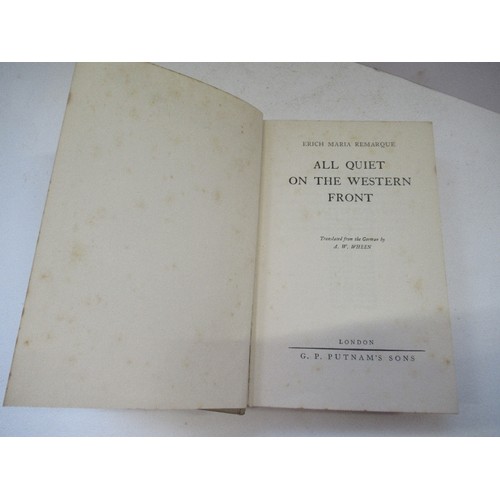 ERICH MARIA REMARQUE
ALL QUIET
ON THE WESTERN
FRONT
Translated from the German by
A. W. WHEEN
LONDON
G. P. PUTNAM'S SONS